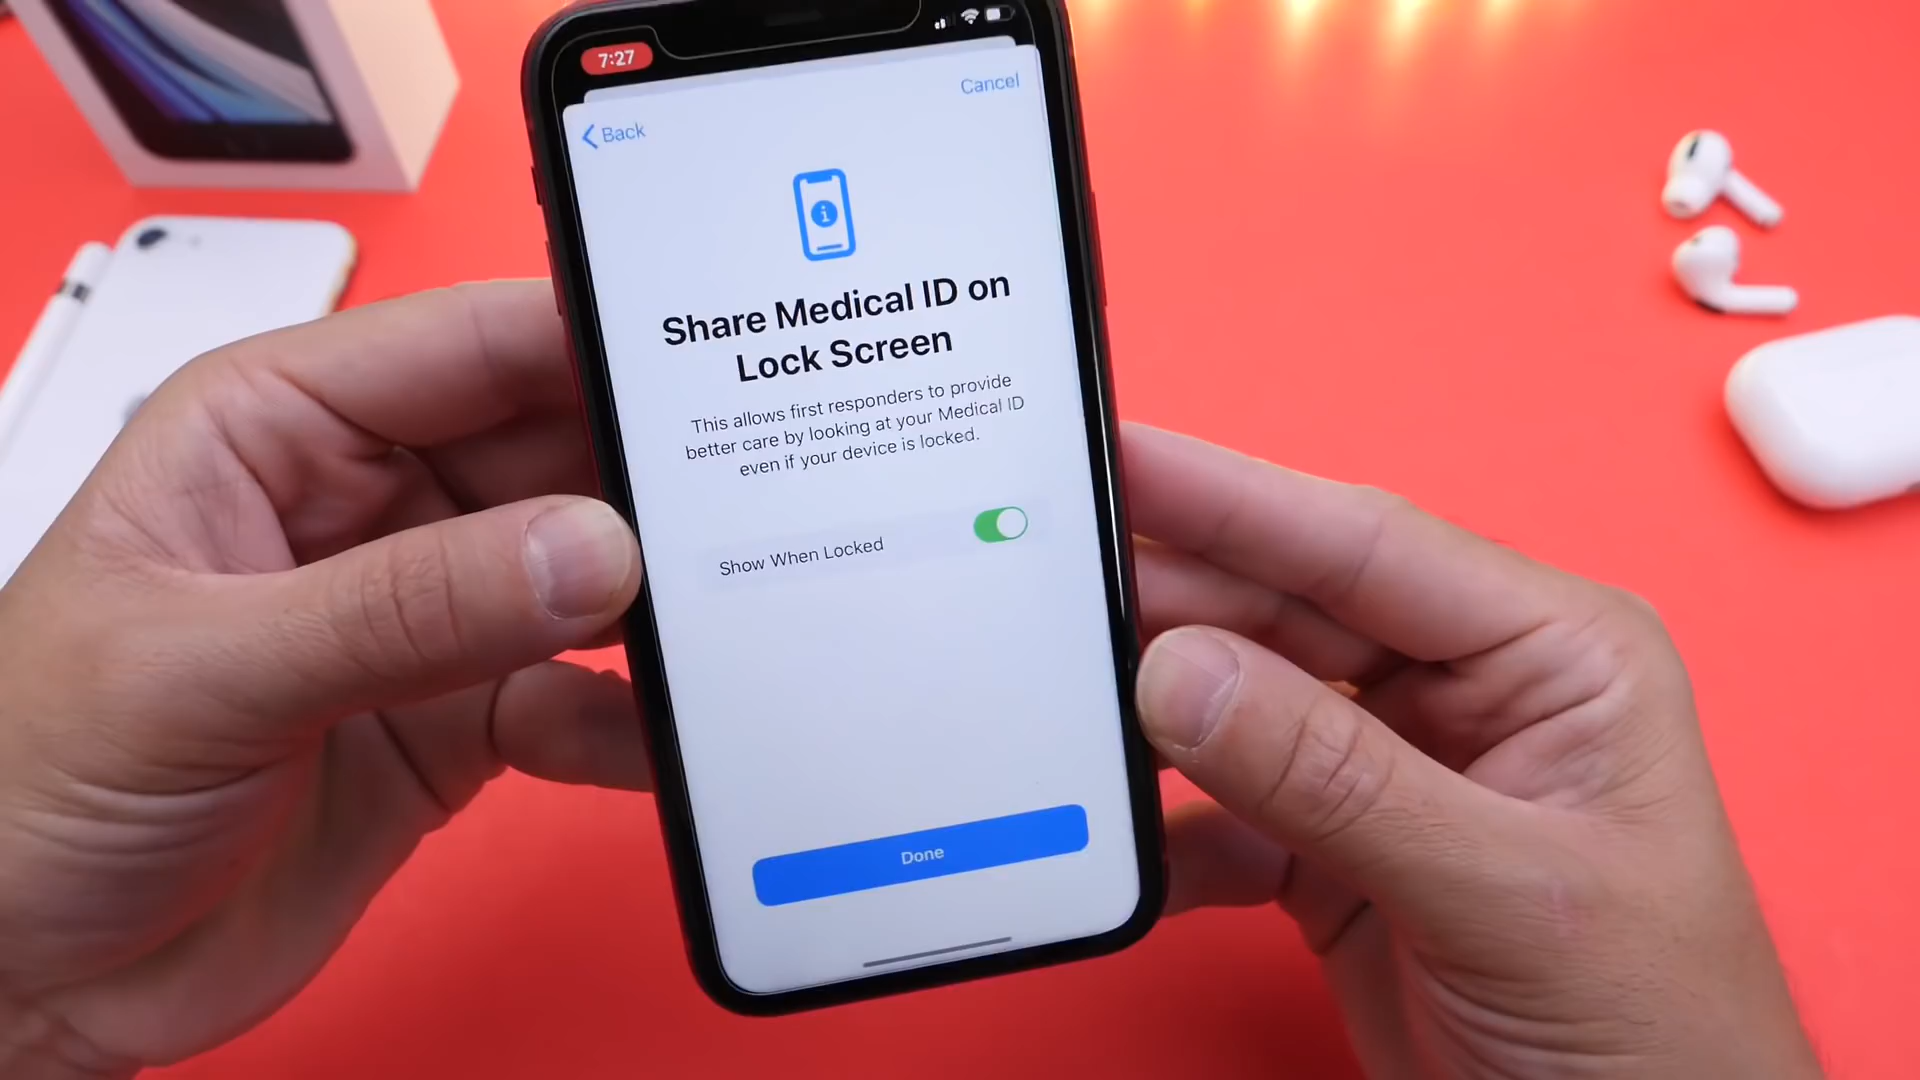 7:27
Cancel
Back
Share Medical ID on
Lock Screen
This allows first responders to provide
better care by looking at your Medical ID
even if your device is locked.
Show When Locked
Done